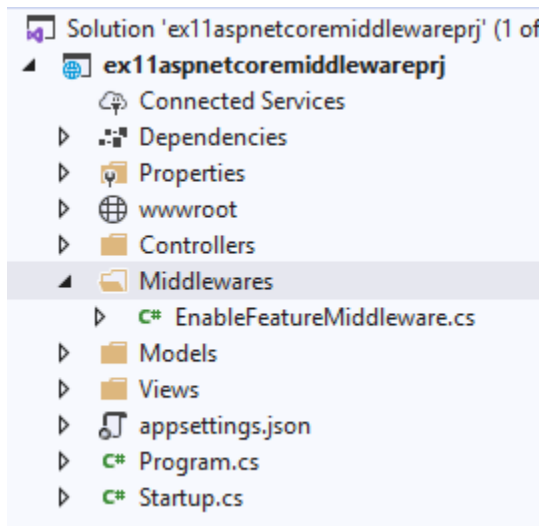 Solution 'ex11aspnetcoremiddlewareprj' (1 of
ex11aspnetcoremiddlewareprj
Connected Services
Dependencies
Properties
wwwroot
Controllers
Middlewares
C# EnableFeatureMiddleware.cs
Models
Views
appsettings.json
C# Program.cs
C# Startup.cs